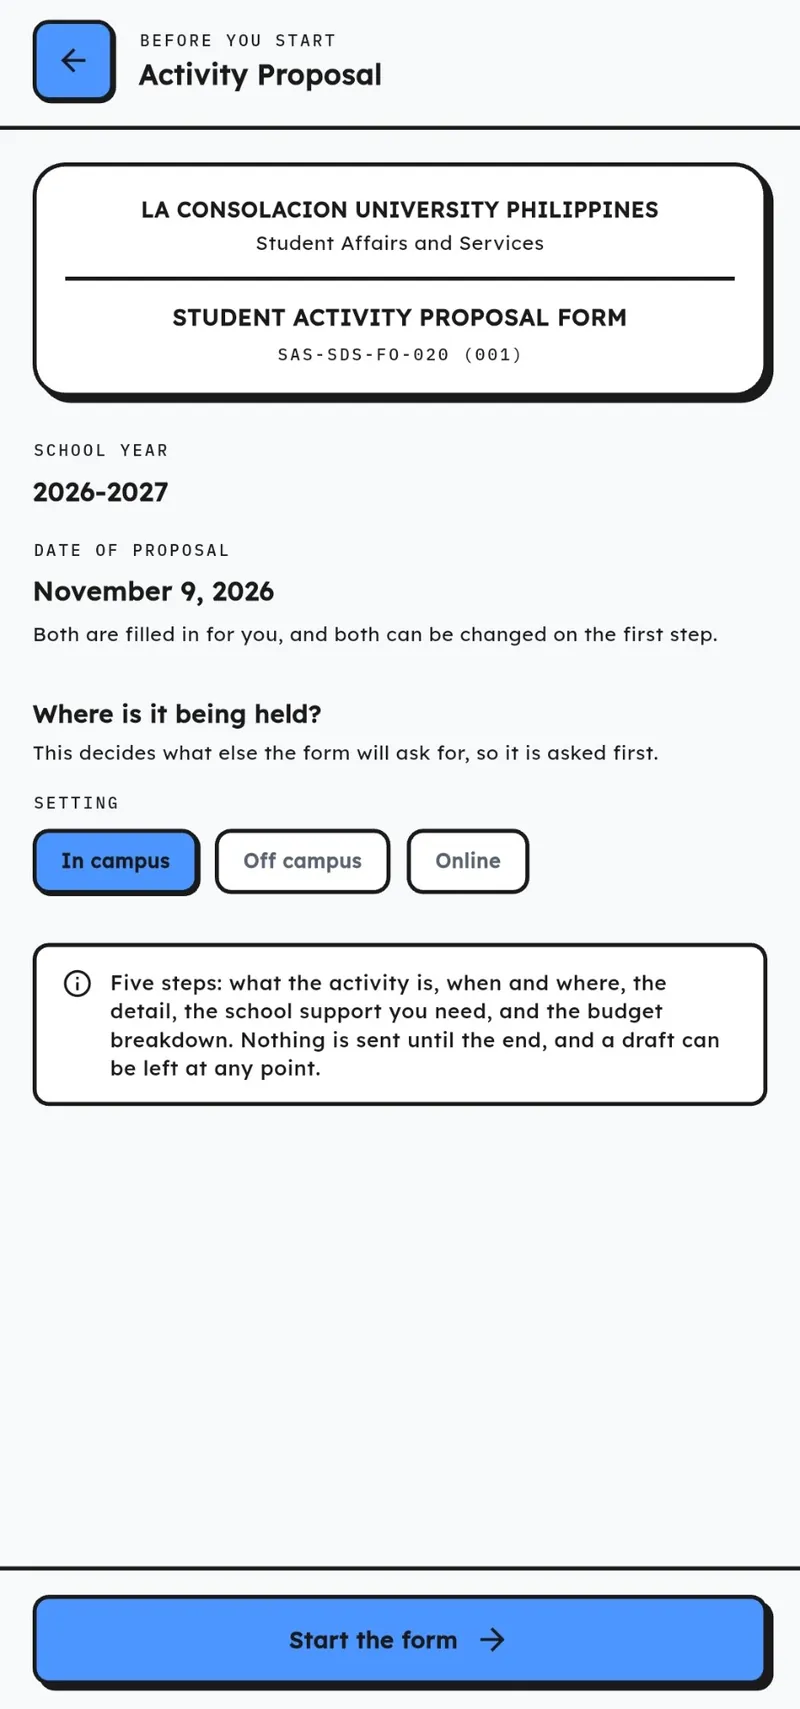 BEFORE YOU START
Activity Proposal
LA CONSOLACION UNIVERSITY PHILIPPINES
Student Affairs and Services
STUDENT ACTIVITY PROPOSAL FORM
SAS-SDS-FO-020 (001)
SCHOOL YEAR
2026-2027
DATE OF PROPOSAL
November 9, 2026
Both are filled in for you, and both can be changed on the first step.
Where is it being held?
This decides what else the form will ask for, so it is asked first.
SETTING
In campus
Off campus
Online
Five steps: what the activity is, when and where, the
detail, the school support you need, and the budget
breakdown. Nothing is sent until the end, and a draft can
be left at any point.
Start the form